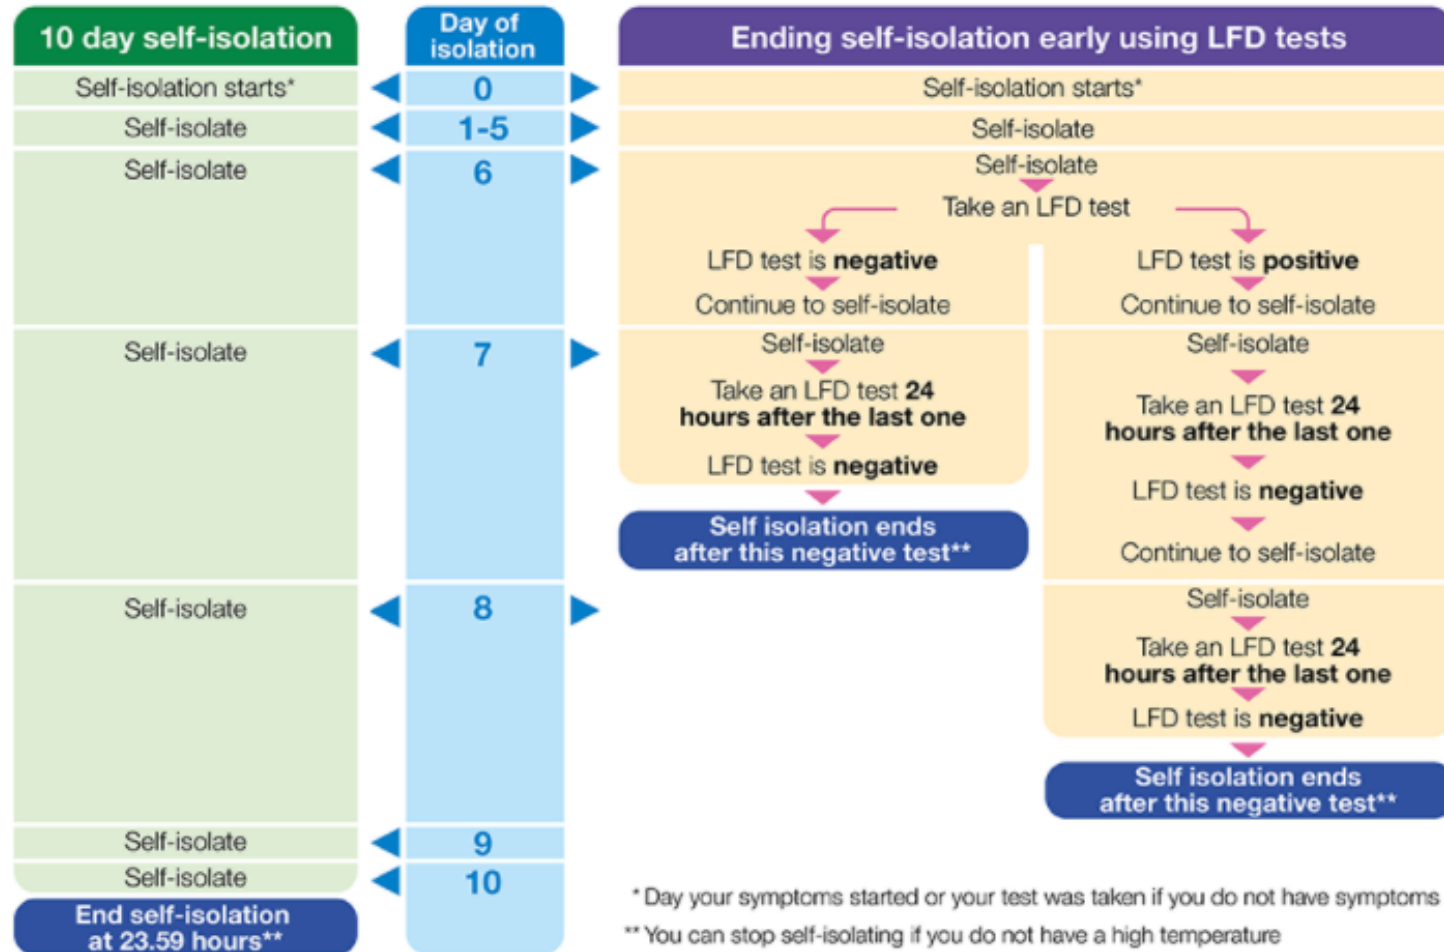 10 day self-isolation
Day of
isolation
Ending self-isolation early using LFD tests
Self-isolation starts*
0
Self-isolation starts*
Self-isolate
1-5
Self-isolate
Self-isolate
6
Self-isolate
Take an LFD test
LFD test is negative
LFD test is positive
Continue to self-isolate
Continue to self-isolate
Self-isolate
7
Self-isolate
Take an LFD test 24
hours after the last one
LFD test is negative
Self isolation ends
after this negative test**
Self-isolate
Take an LFD test 24
hours after the last one
LFD test is negative
Continue to self-isolate
Self-isolate
8
Self-isolate
Take an LFD test 24
hours after the last one
LFD test is negative
Self isolation ends
after this negative test**
Self-isolate
9
Self-isolate
10
End self-isolation
at 23.59 hours**
* Day your symptoms started or your test was taken if you do not have symptoms
** You can stop self-isolating if you do not have a high temperature